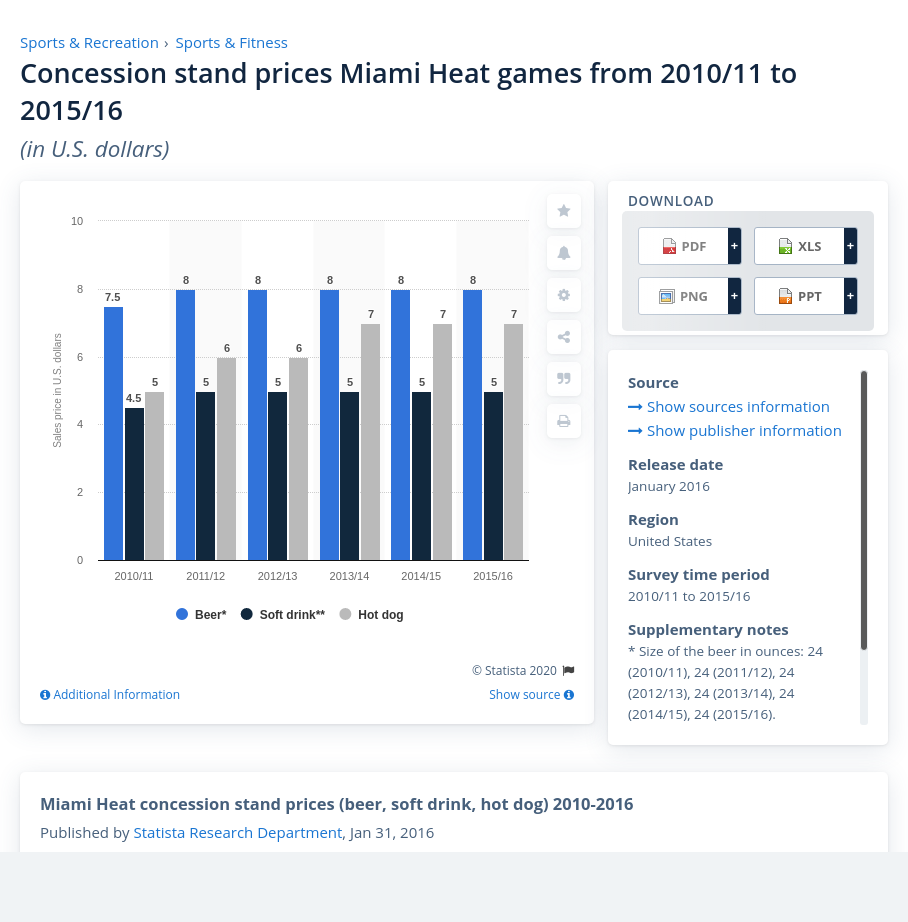 Sports & Recreation › Sports & Fitness
Concession stand prices Miami Heat games from 2010/11 to
2015/16
(in U.S. dollars)
10
8
6
4
2
0
Sales price in U.S. dollars
7.5 8 8 8 8 8
4.5 5 5 5 5 5
5 6 6 7 7 7
2010/11 2011/12 2012/13 2013/14 2014/15 2015/16
Beer* Soft drink** Hot dog
© Statista 2020
Additional Information Show source
DOWNLOAD
PDF + XLS +
PNG + PPT +
Source
Show sources information
Show publisher information
Release date
January 2016
Region
United States
Survey time period
2010/11 to 2015/16
Supplementary notes
* Size of the beer in ounces: 24
(2010/11), 24 (2011/12), 24
(2012/13), 24 (2013/14), 24
(2014/15), 24 (2015/16).
Miami Heat concession stand prices (beer, soft drink, hot dog) 2010-2016
Published by Statista Research Department, Jan 31, 2016